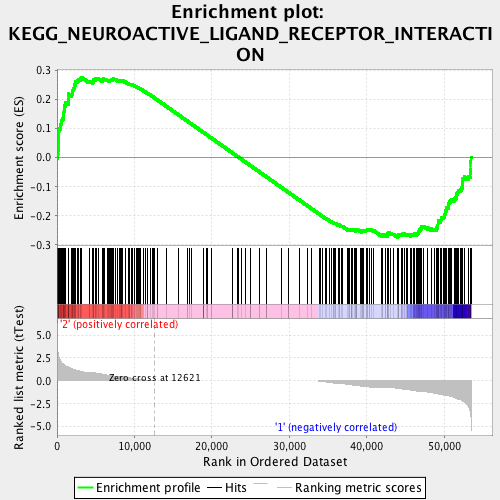 Enrichment plot:
KEGG_NEUROACTIVE_LIGAND_RECEPTOR_INTERACTI
ON
Enrichment score (ES)
0.3
0.2
0.1
0.0
-0.1
-0.2
-0.3
'2' (positively correlated)
Ranked list metric (tTest)
5.0
2.5
0.0
-2.5
-5.0
Zero cross at 12621
'1' (negatively correlated)
0
10,000
20,000
30,000
40,000
50,000
Rank in Ordered Dataset
Enrichment profile
Hits
Ranking metric scores